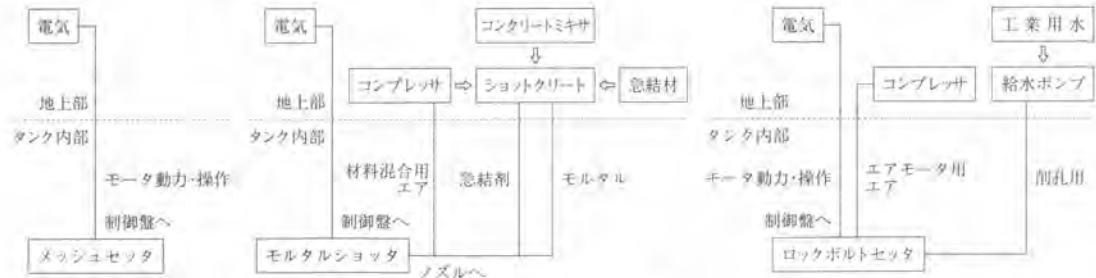 電気
地上部
タンク内部
モータ動力・操作
制御盤へ
メッシュセッタ
電気
コンクリートミキサ
コンプレッサ
ショットクリート
急結材
地上部
タンク内部
材料混合用
エア
急結剤
モルタル
制御盤へ
モルタルショッタ
ノズルへ
電気
工業用水
コンプレッサ
給水ポンプ
地上部
タンク内部
モータ動力・操作
エアモータ用
エア
削孔用
制御盤へ
ロックボルトセッタ